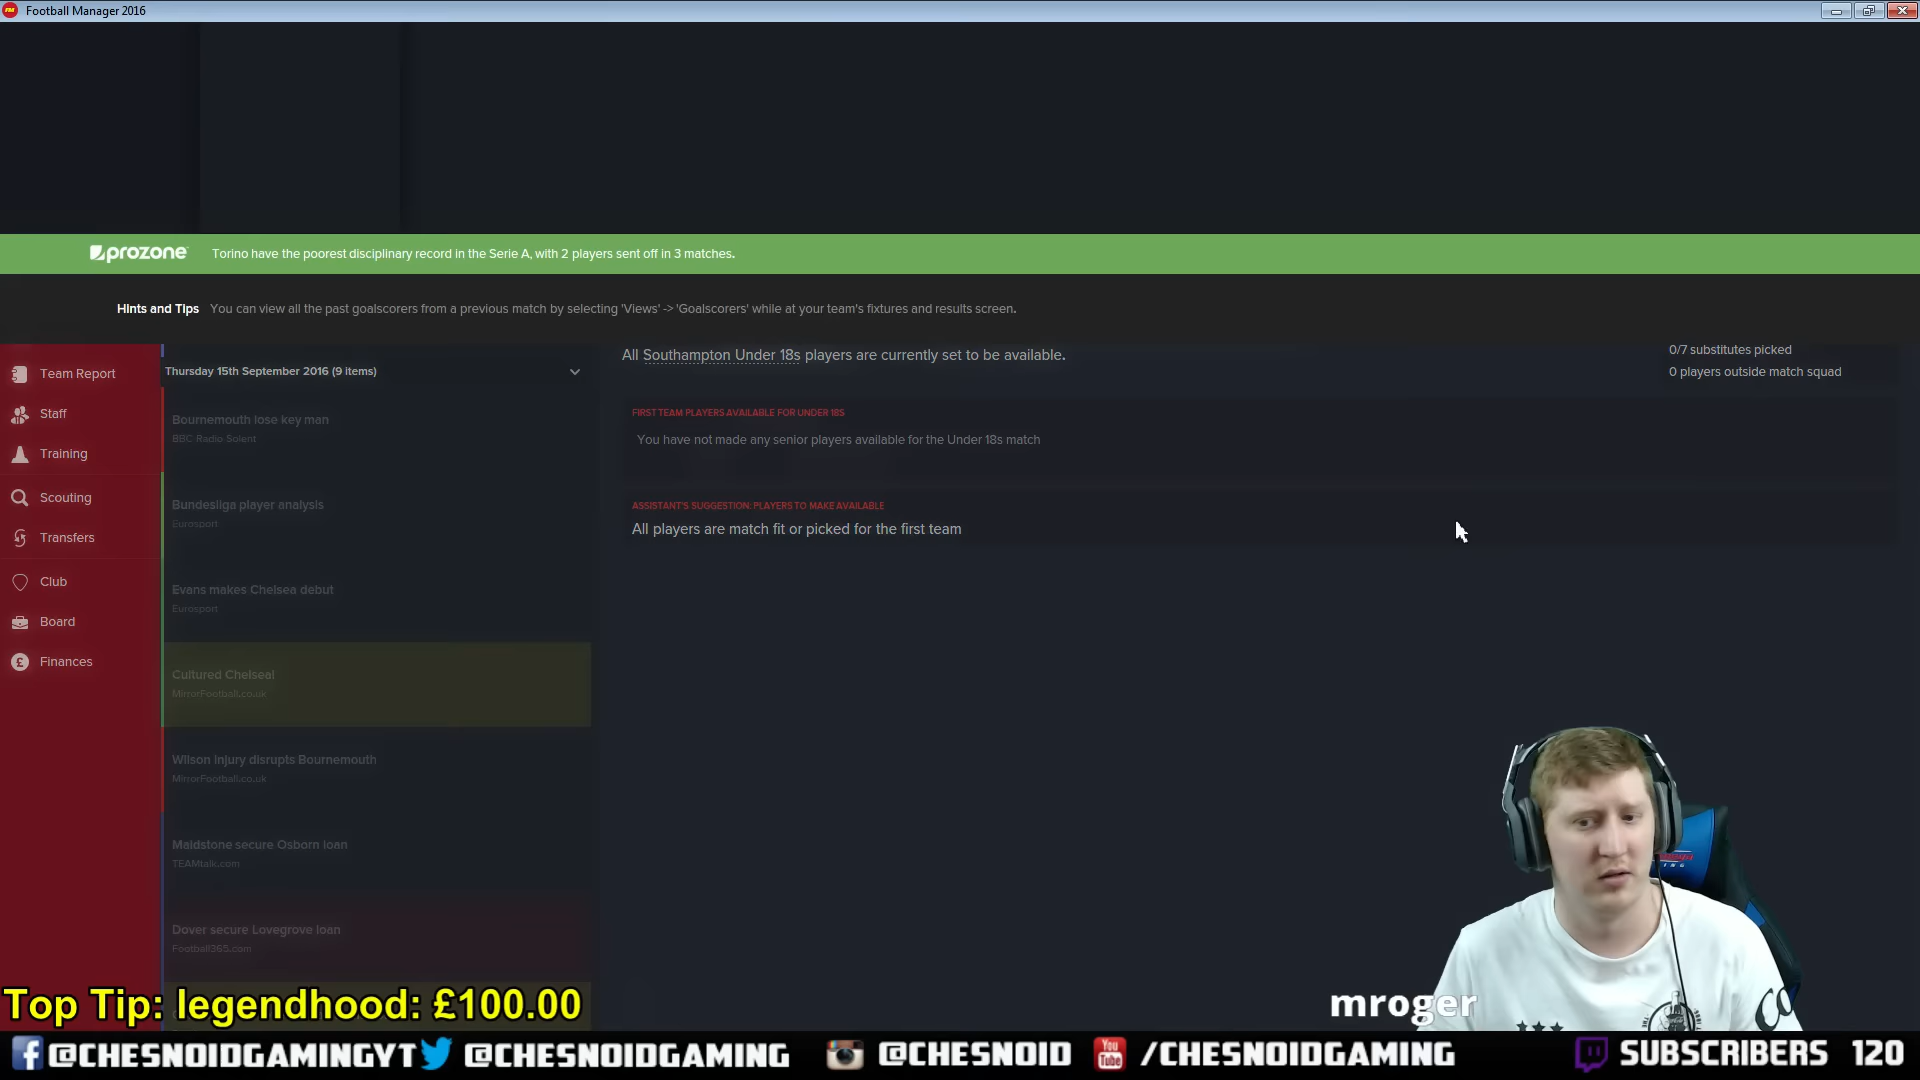 Football Manager 2016
prozone
Torino have the poorest disciplinary record in the Serie A, with 2 players sent off in 3 matches.
Hints and Tips
You can view all the past goalscorers from a previous match by selecting 'Views' -> 'Goalscorers' while at your team's fixtures and results screen.
Team Report
Staff
Training
Scouting
Transfers
Club
Board
Finances
Thursday 15th September 2016 (9 items)
Bournemouth lose key man
BBC Radio Solent
Bundesliga player analysis
Eurosport
Evans makes Chelsea debut
Eurosport
Cultured Chelsea!
MirrorFootball.co.uk
Wilson injury disrupts Bournemouth
MirrorFootball.co.uk
Maidstone secure Osborn loan
TEAMtalk.com
Dover secure Lovegrove loan
Football365.com
All Southampton Under 18s players are currently set to be available.
0/7 substitutes picked
0 players outside match squad
FIRST TEAM PLAYERS AVAILABLE FOR UNDER 18S
You have not made any senior players available for the Under 18s match
ASSISTANT'S SUGGESTION: PLAYERS TO MAKE AVAILABLE
All players are match fit or picked for the first team
Top Tip: legendhood: £100.00
mroger
@CHESNOIDGAMINGYT
@CHESNOIDGAMING
@CHESNOID
You Tube
/CHESNOIDGAMING
SUBSCRIBERS 120